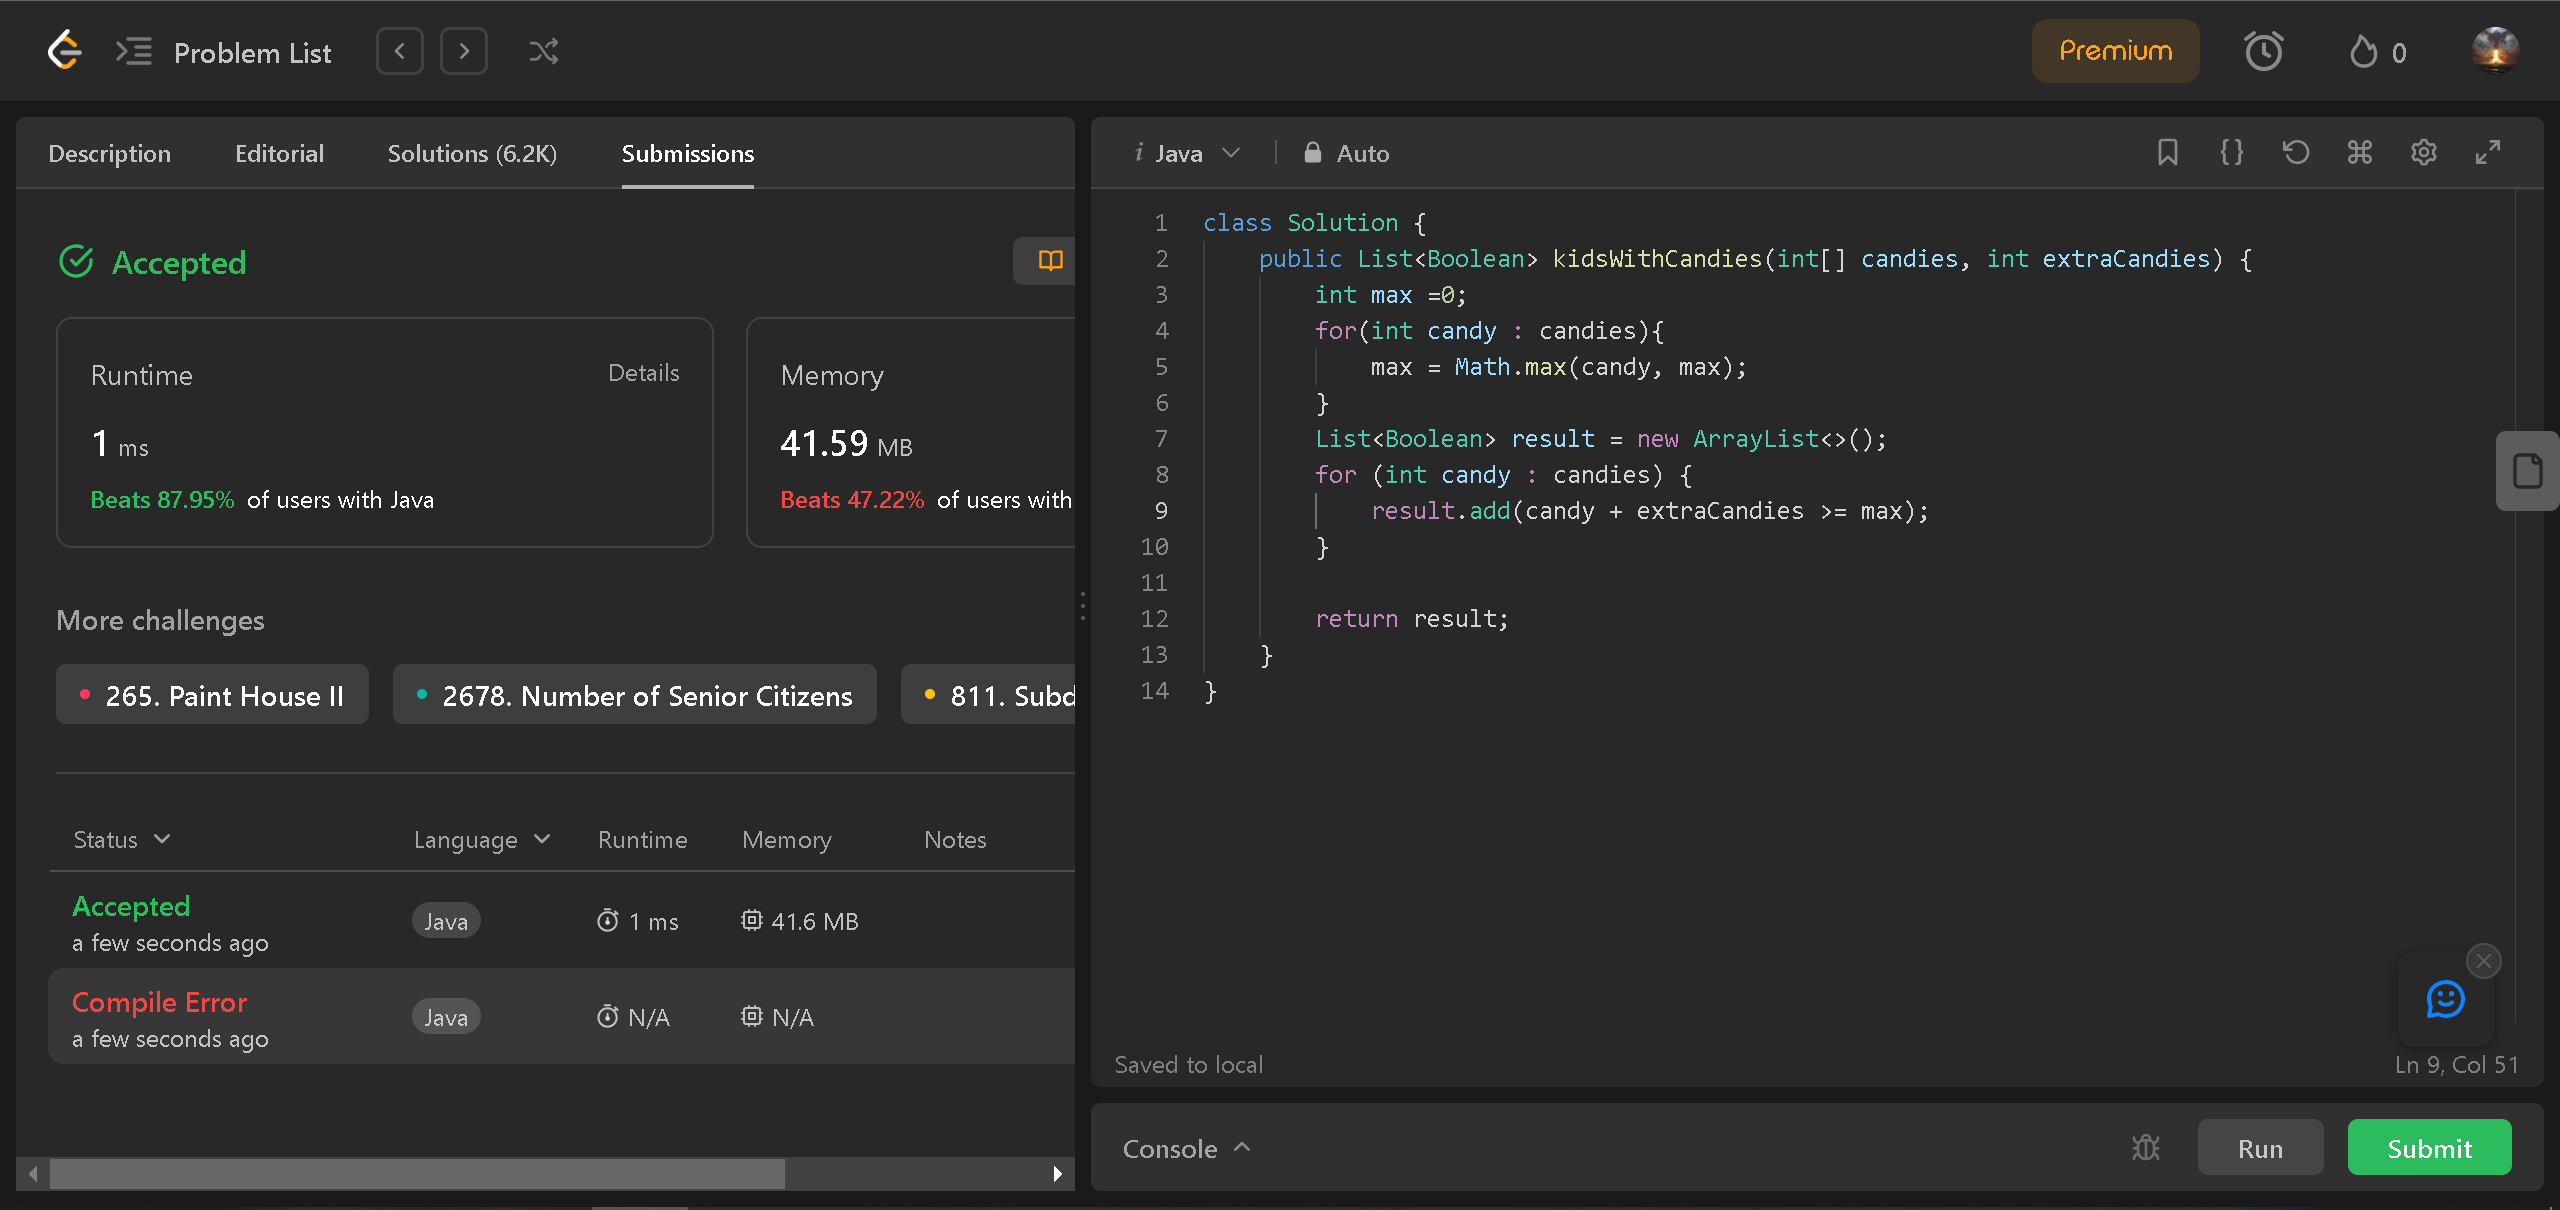 Problem List
Premium
0
Description Editorial Solutions (6.2K) Submissions
Accepted
Runtime Details
1 ms
Beats 87.95% of users with Java
Memory
41.59 MB
Beats 47.22% of users with
More challenges
265. Paint House II 2678. Number of Senior Citizens 811. Subd
Status Language Runtime Memory Notes
Accepted
a few seconds ago
Java 1 ms 41.6 MB
Compile Error
a few seconds ago
Java N/A N/A
i Java Auto
1 class Solution {
2 public List<Boolean> kidsWithCandies(int[] candies, int extraCandies) {
3 int max =0;
4 for(int candy : candies){
5 max = Math.max(candy, max);
6 }
7 List<Boolean> result = new ArrayList<>();
8 for (int candy : candies) {
9 result.add(candy + extraCandies >= max);
10 }
11
12 return result;
13 }
14 }
Saved to local
Ln 9, Col 51
Console Run Submit